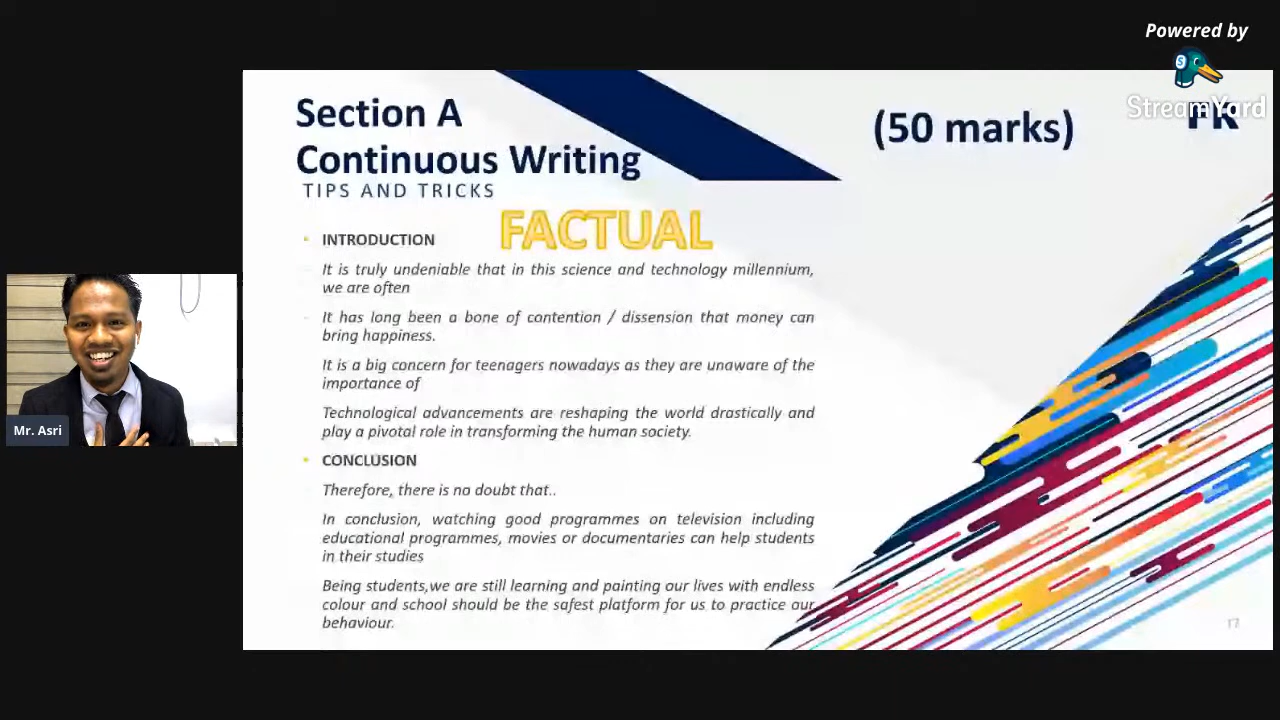 Powered by
StreamYard
Section A
Continuous Writing
TIPS AND TRICKS
(50 marks)
FACTUAL
INTRODUCTION
It is truly undeniable that in this science and technology millennium,
we are often
It has long been a bone of contention / dissension that money can
bring happiness.
It is a big concern for teenagers nowadays as they are unaware of the
importance of
Technological advancements are reshaping the world drastically and
play a pivotal role in transforming the human society.
CONCLUSION
Therefore, there is no doubt that..
In conclusion, watching good programmes on television including
educational programmes, movies or documentaries can help students
in their studies
Being students,we are still learning and painting our lives with endless
colour and school should be the safest platform for us to practice our
behaviour.
17
Mr. Asri